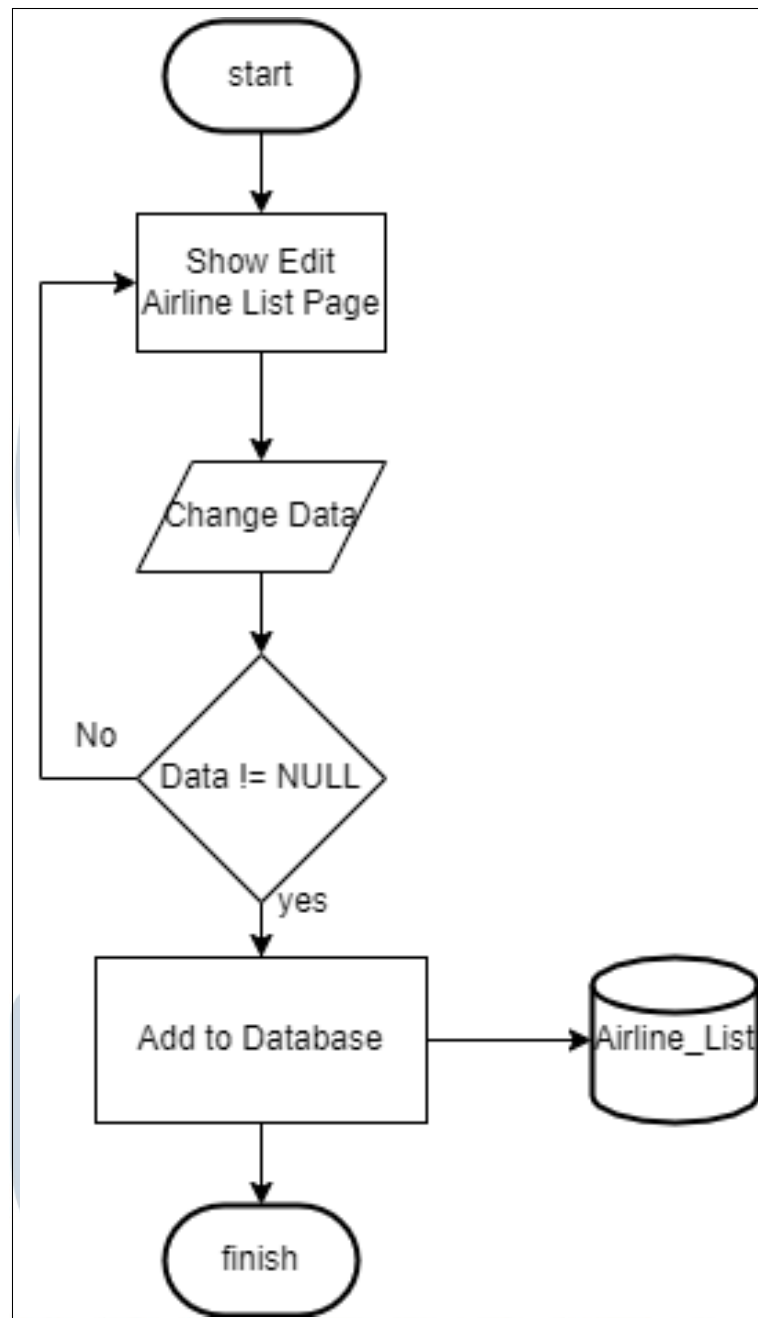 start
Show Edit
Airline List Page
Change Data
No
Data != NULL
yes
Add to Database
Airline_List
finish